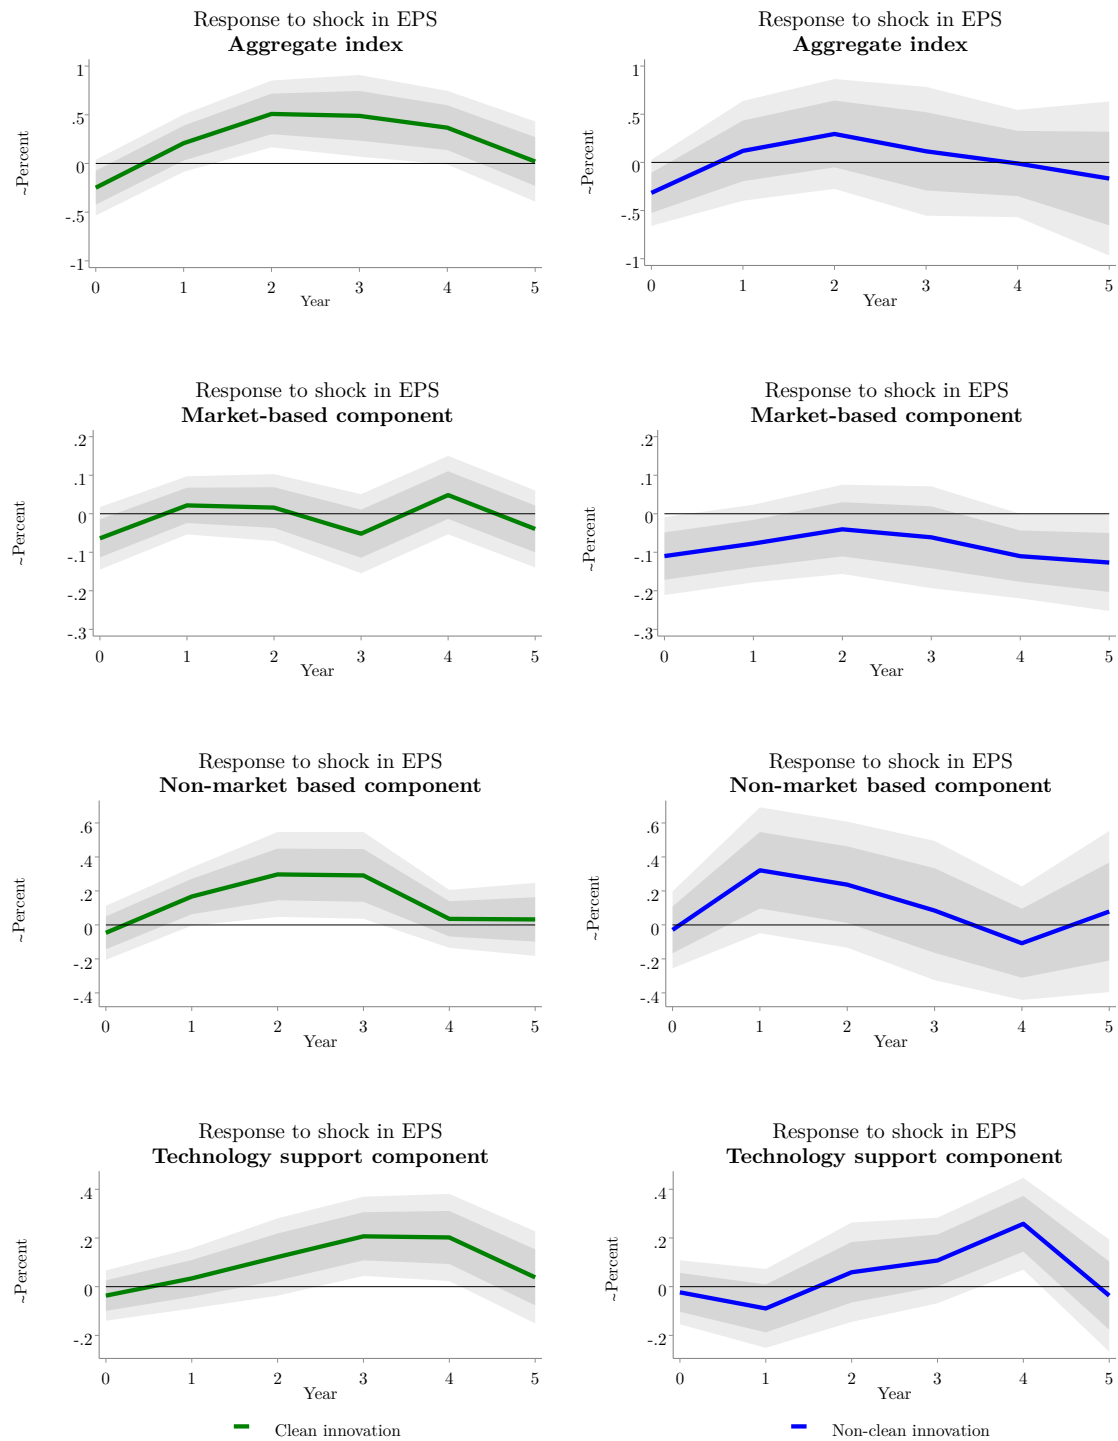 Response to shock in EPS
Aggregate index
1
.5
0
-.5
-1
~Percent
0 1 2 3 4 5
Year
Response to shock in EPS
Aggregate index
1
.5
0
-.5
-1
~Percent
0 1 2 3 4 5
Year
Response to shock in EPS
Market-based component
.2
.1
0
-.1
-.2
-.3
~Percent
0 1 2 3 4 5
Year
Response to shock in EPS
Market-based component
.2
.1
0
-.1
-.2
-.3
~Percent
0 1 2 3 4 5
Year
Response to shock in EPS
Non-market based component
.6
.4
.2
0
-.2
-.4
~Percent
0 1 2 3 4 5
Year
Response to shock in EPS
Non-market based component
.6
.4
.2
0
-.2
-.4
~Percent
0 1 2 3 4 5
Year
Response to shock in EPS
Technology support component
.4
.2
0
-.2
~Percent
0 1 2 3 4 5
Year
Response to shock in EPS
Technology support component
.4
.2
0
-.2
~Percent
0 1 2 3 4 5
Year
Clean innovation
Non-clean innovation